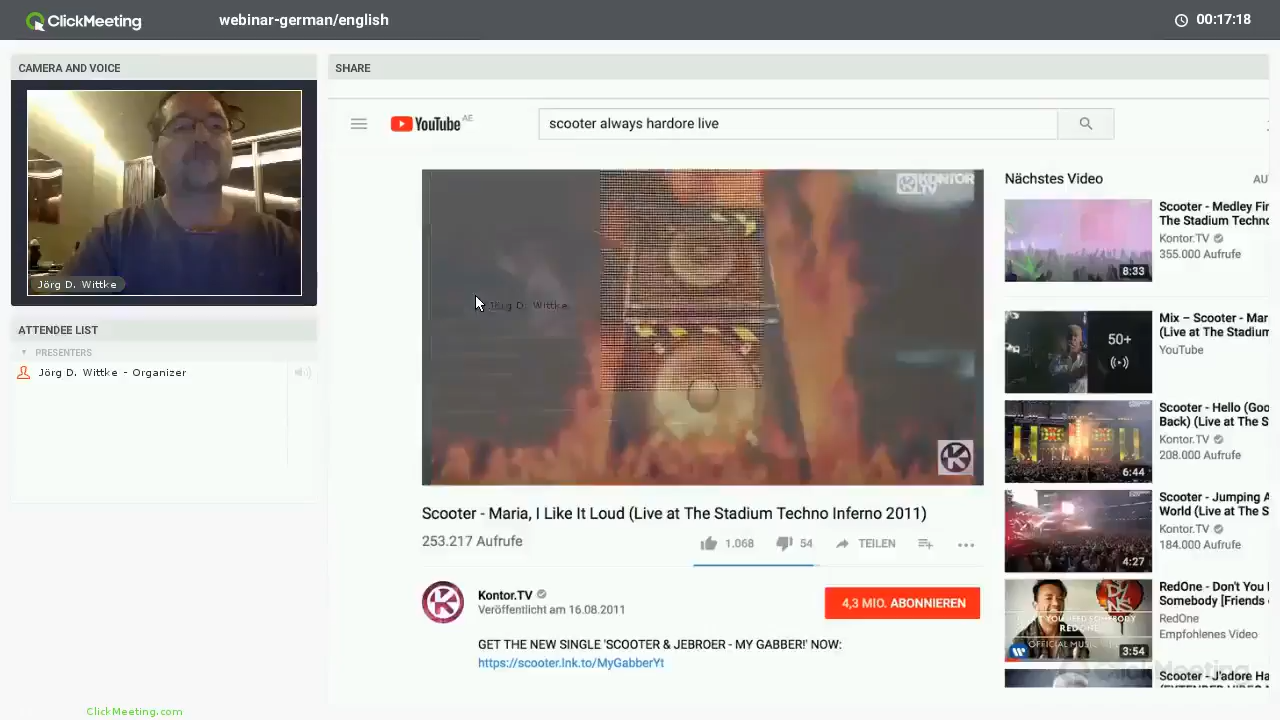 ClickMeeting
webinar-german/english
00:17:18
CAMERA AND VOICE
Jörg D. Wittke
ATTENDEE LIST
PRESENTERS
Jörg D. Wittke - Organizer
ClickMeeting.com
SHARE
YouTube AE
scooter always hardore live
KONTOR
TV
Jörg D. Wittke
Scooter - Maria, I Like It Loud (Live at The Stadium Techno Inferno 2011)
253.217 Aufrufe
1.068
54
TEILEN
Kontor.TV
Veröffentlicht am 16.08.2011
4,3 MIO. ABONNIEREN
GET THE NEW SINGLE 'SCOOTER & JEBROER - MY GABBER!' NOW:
https://scooter.lnk.to/MyGabberYt
Nächstes Video
AU
8:33
Scooter - Medley Fi
The Stadium Techno
Kontor.TV
355.000 Aufrufe
50+
Mix – Scooter - Mar
(Live at The Stadium
YouTube
6:44
Scooter - Hello (Goo
Back) (Live at The S
Kontor.TV
208.000 Aufrufe
4:27
Scooter - Jumping A
World (Live at The S
Kontor.TV
184.000 Aufrufe
REDONE
OFFICIAL MUSIC
3:54
RedOne - Don't You
Somebody [Friends
RedOne
Empfohlenes Video
Scooter - J'adore Ha
ClickMeeting